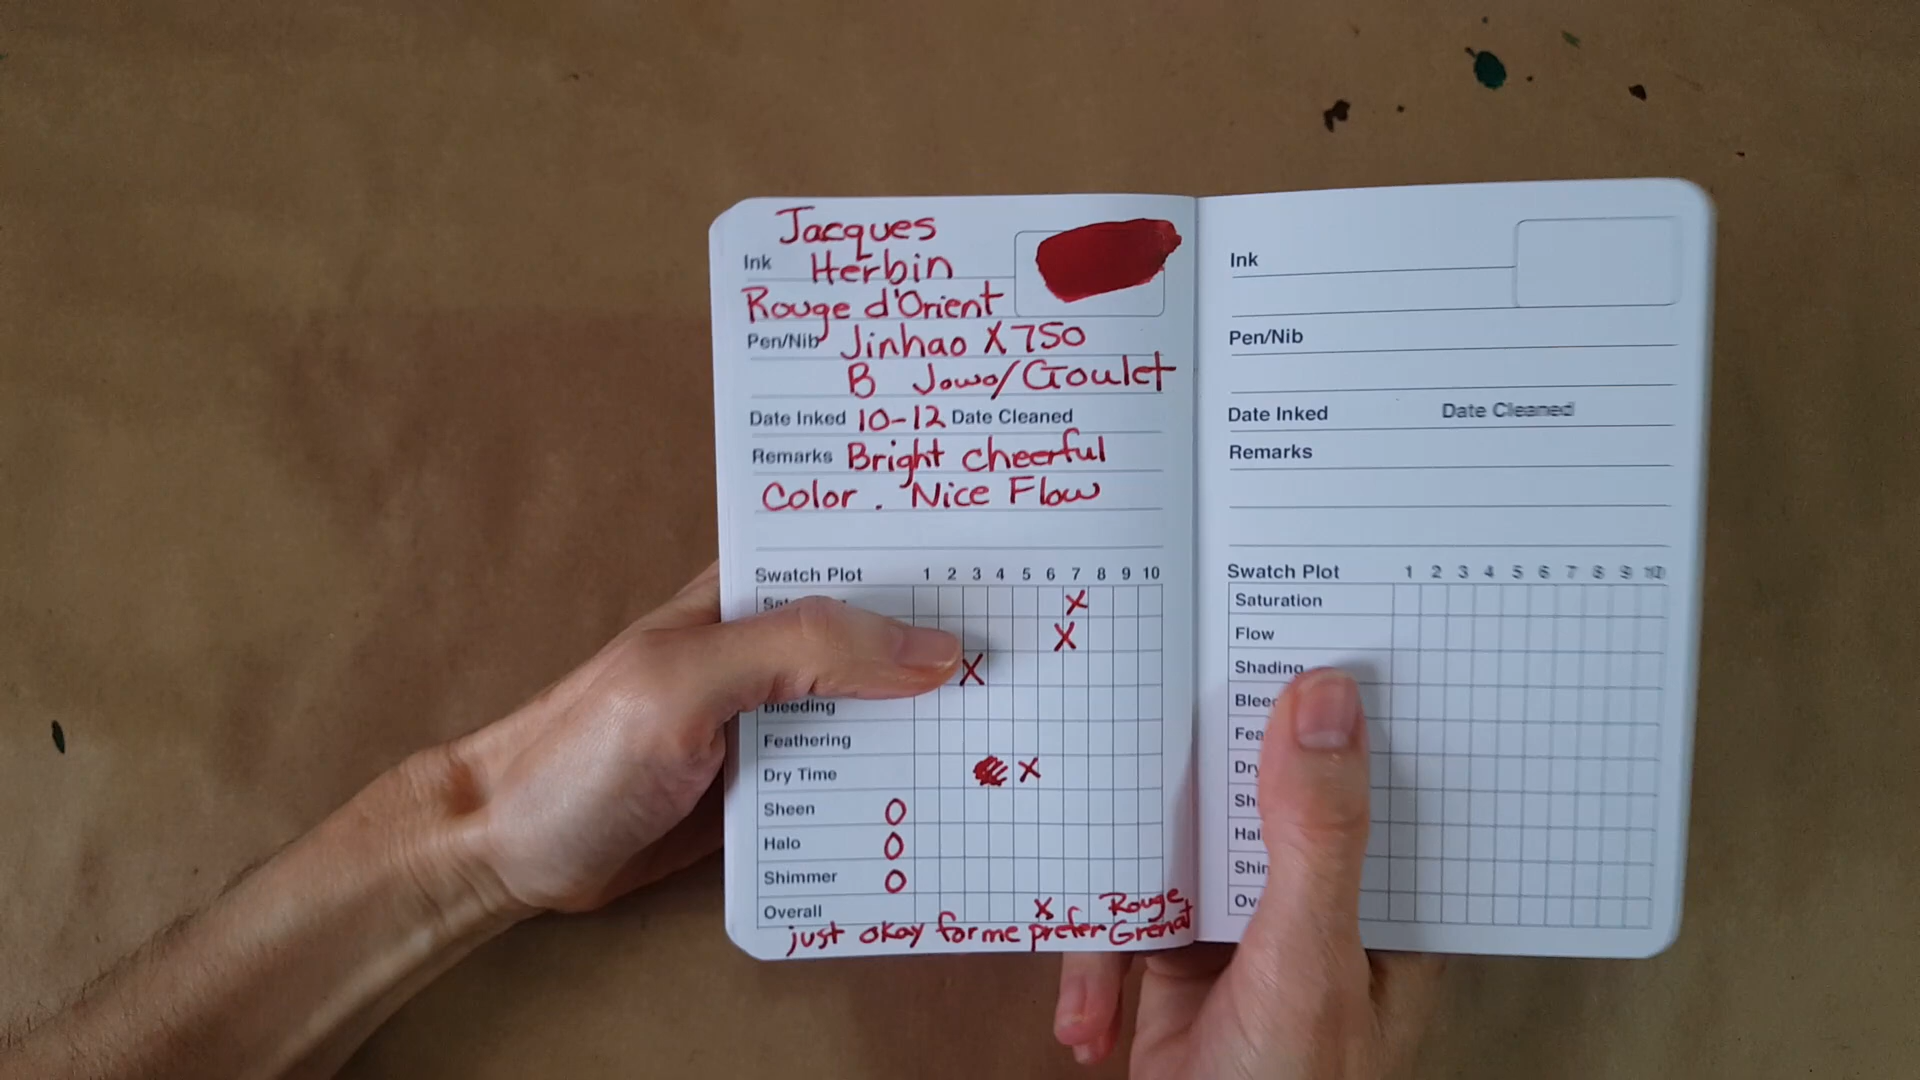 Jacques
Ink Herbin
Rouge d'Orient
Pen/Nib Jinhao X750
B Jowo/Goulet
Date Inked 10-12 Date Cleaned
Remarks Bright cheerful
Color. Nice Flow
Swatch Plot 1 2 3 4 5 6 7 8 9 10
X
X
X
Bleeding
Feathering
Dry Time X
Sheen O
Halo O
Shimmer O
Overall X Rouge
just okay for me prefer Grenat
Ink
Pen/Nib
Date Inked Date Cleaned
Remarks
Swatch Plot 1 2 3 4 5 6 7 8 9 10
Saturation
Flow
Shading